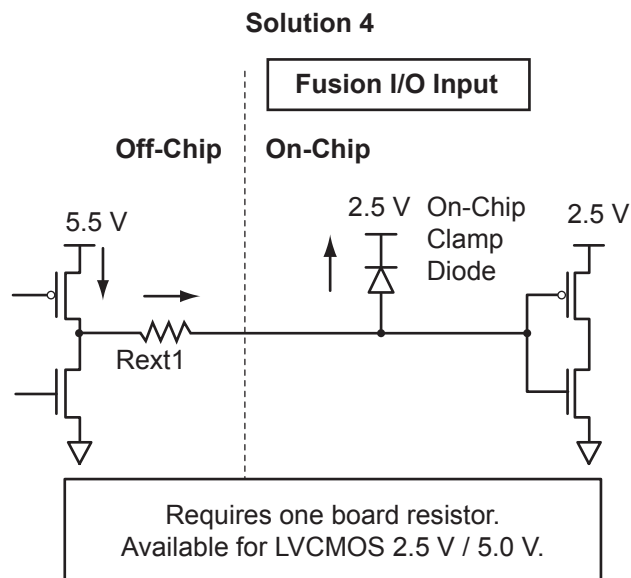 Solution 4
Fusion I/O Input
Off-Chip
On-Chip
5.5 V
2.5 V
On-Chip
Clamp
Diode
2.5 V
Rext1
Requires one board resistor.
Available for LVCMOS 2.5 V / 5.0 V.